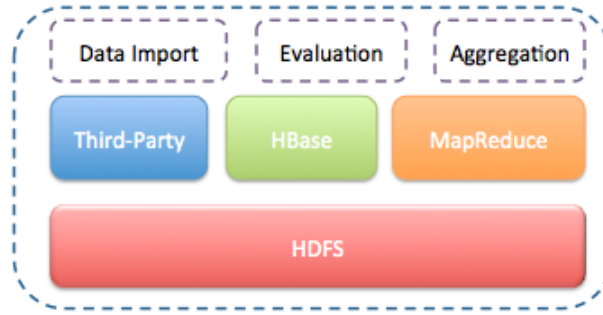 Data Import
Evaluation
Aggregation
Third-Party
HBase
MapReduce
HDFS